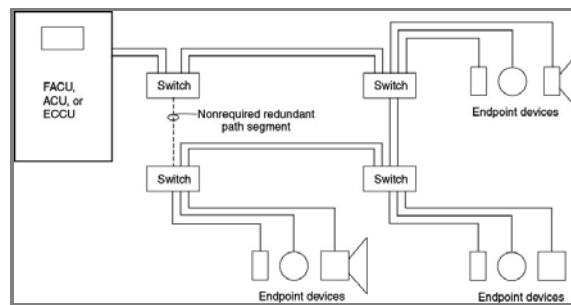 FACU,
ACU, or
ECCU
Switch
Switch
Endpoint devices
Nonrequired redundant
path segment
Switch
Switch
Endpoint devices
Endpoint devices